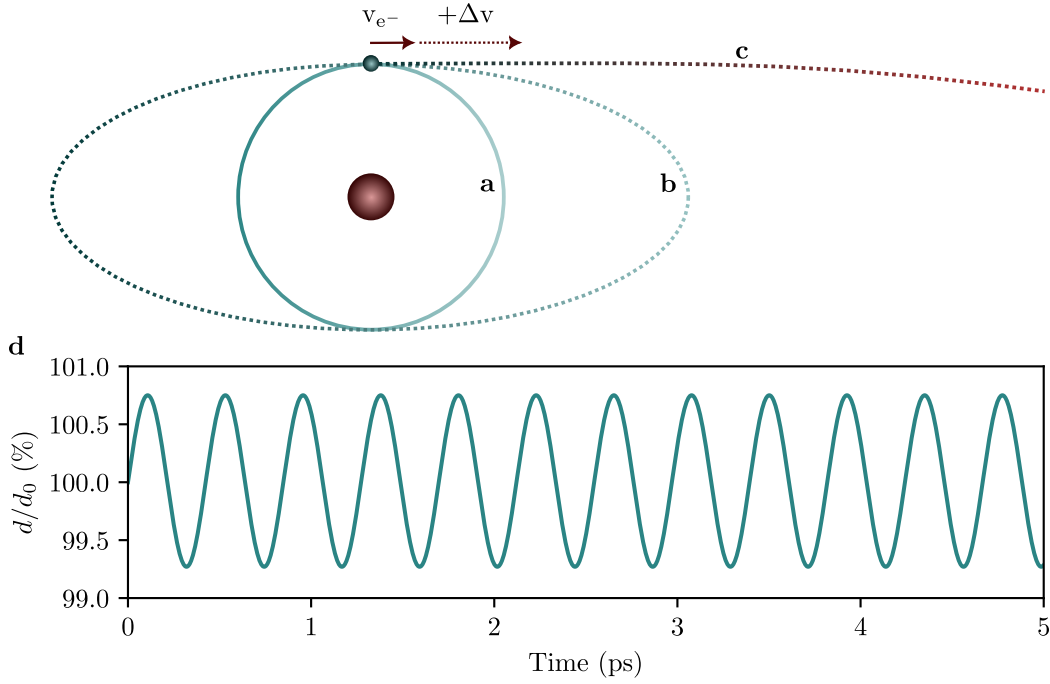 v_e⁻ +Δv
c
a
b
d
101.0
100.5
100.0
99.5
99.0
d/d₀ (%)
0 1 2 3 4 5
Time (ps)